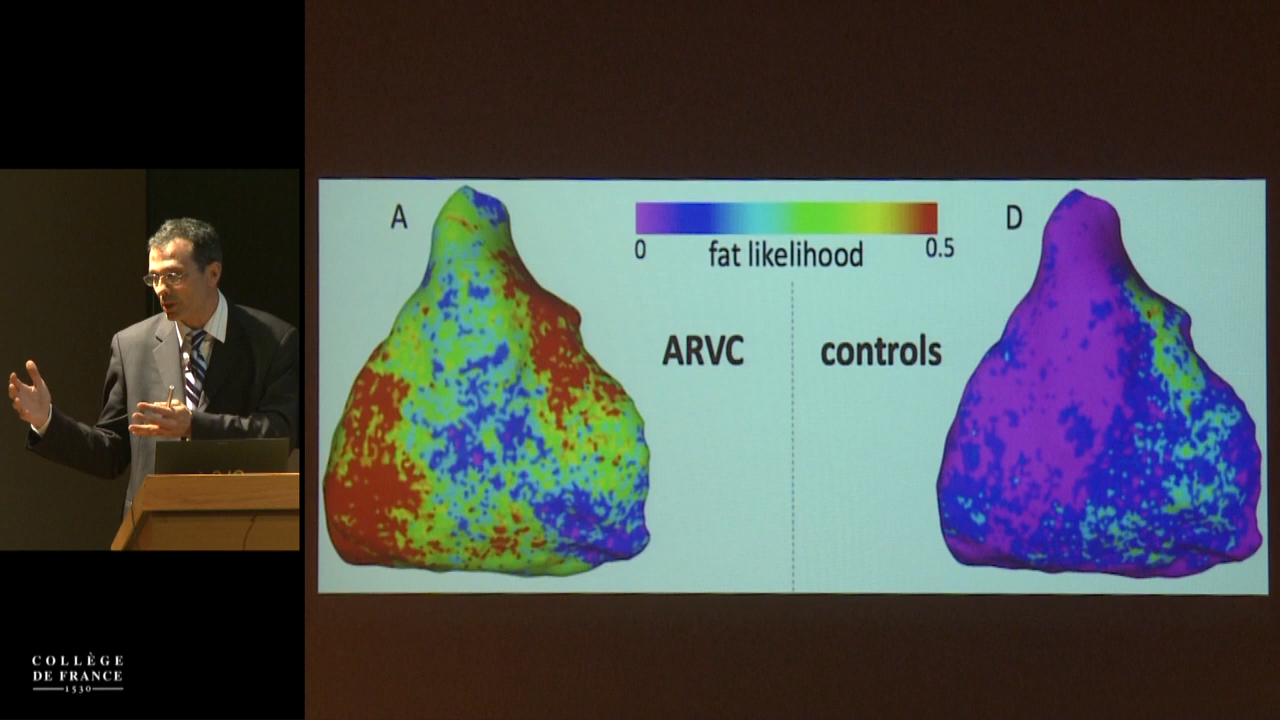 A
D
0
fat likelihood
0.5
ARVC
controls
COLLÈGE
DE FRANCE
1530